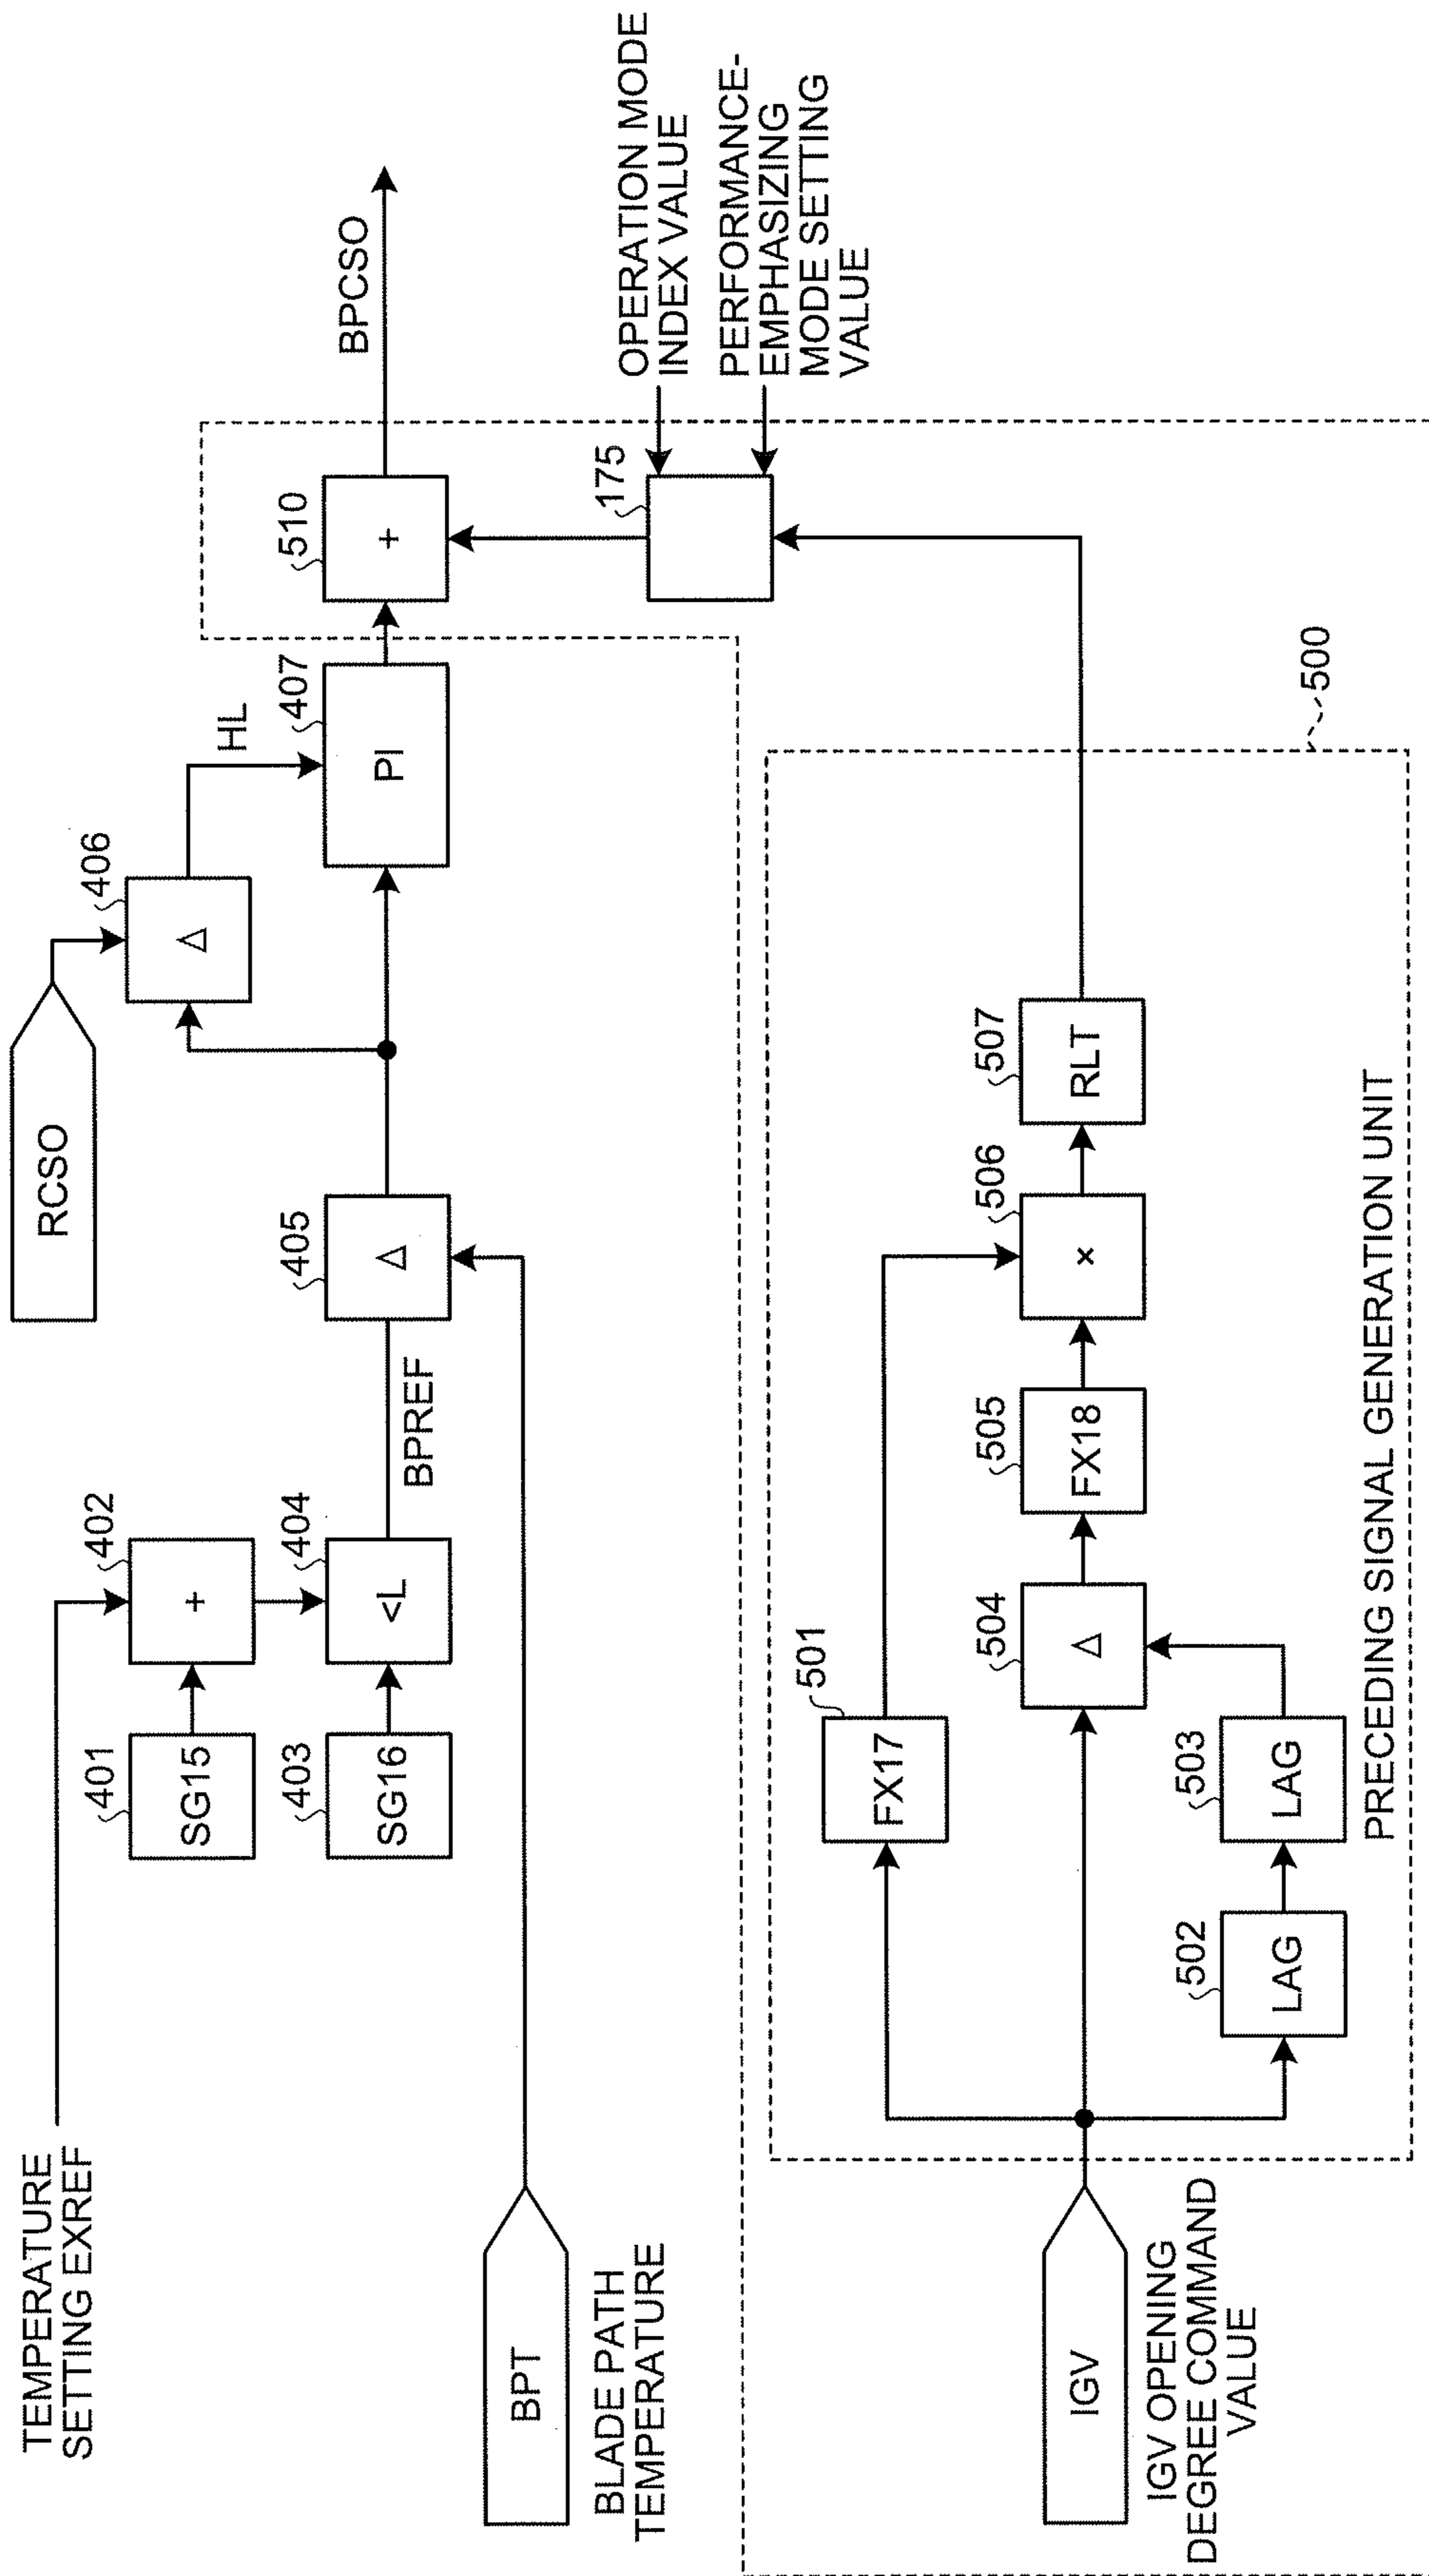 TEMPERATURE
SETTING EXREF
401
SG15
402
+
403
SG16
404
<L
BPREF
BPT
BLADE PATH
TEMPERATURE
405
Δ
RCSO
406
Δ
HL
407
PI
510
+
BPCSO
175
OPERATION MODE
INDEX VALUE
PERFORMANCE-
EMPHASIZING
MODE SETTING
VALUE
IGV
IGV OPENING
DEGREE COMMAND
VALUE
501
FX17
502
LAG
503
LAG
504
Δ
505
FX18
506
×
507
RLT
500
PRECEDING SIGNAL GENERATION UNIT